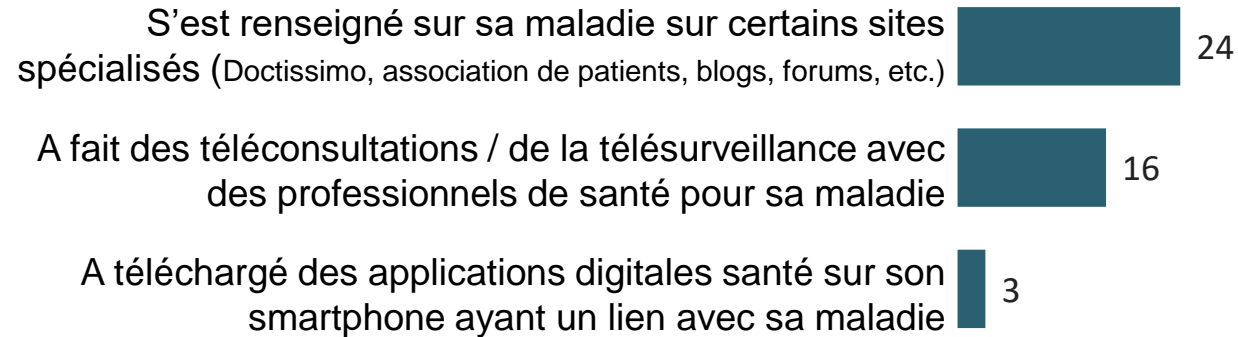 S’est renseigné sur sa maladie sur certains sites
spécialisés (Doctissimo, association de patients, blogs, forums, etc.)
24
A fait des téléconsultations / de la télésurveillance avec
des professionnels de santé pour sa maladie
16
A téléchargé des applications digitales santé sur son
smartphone ayant un lien avec sa maladie
3